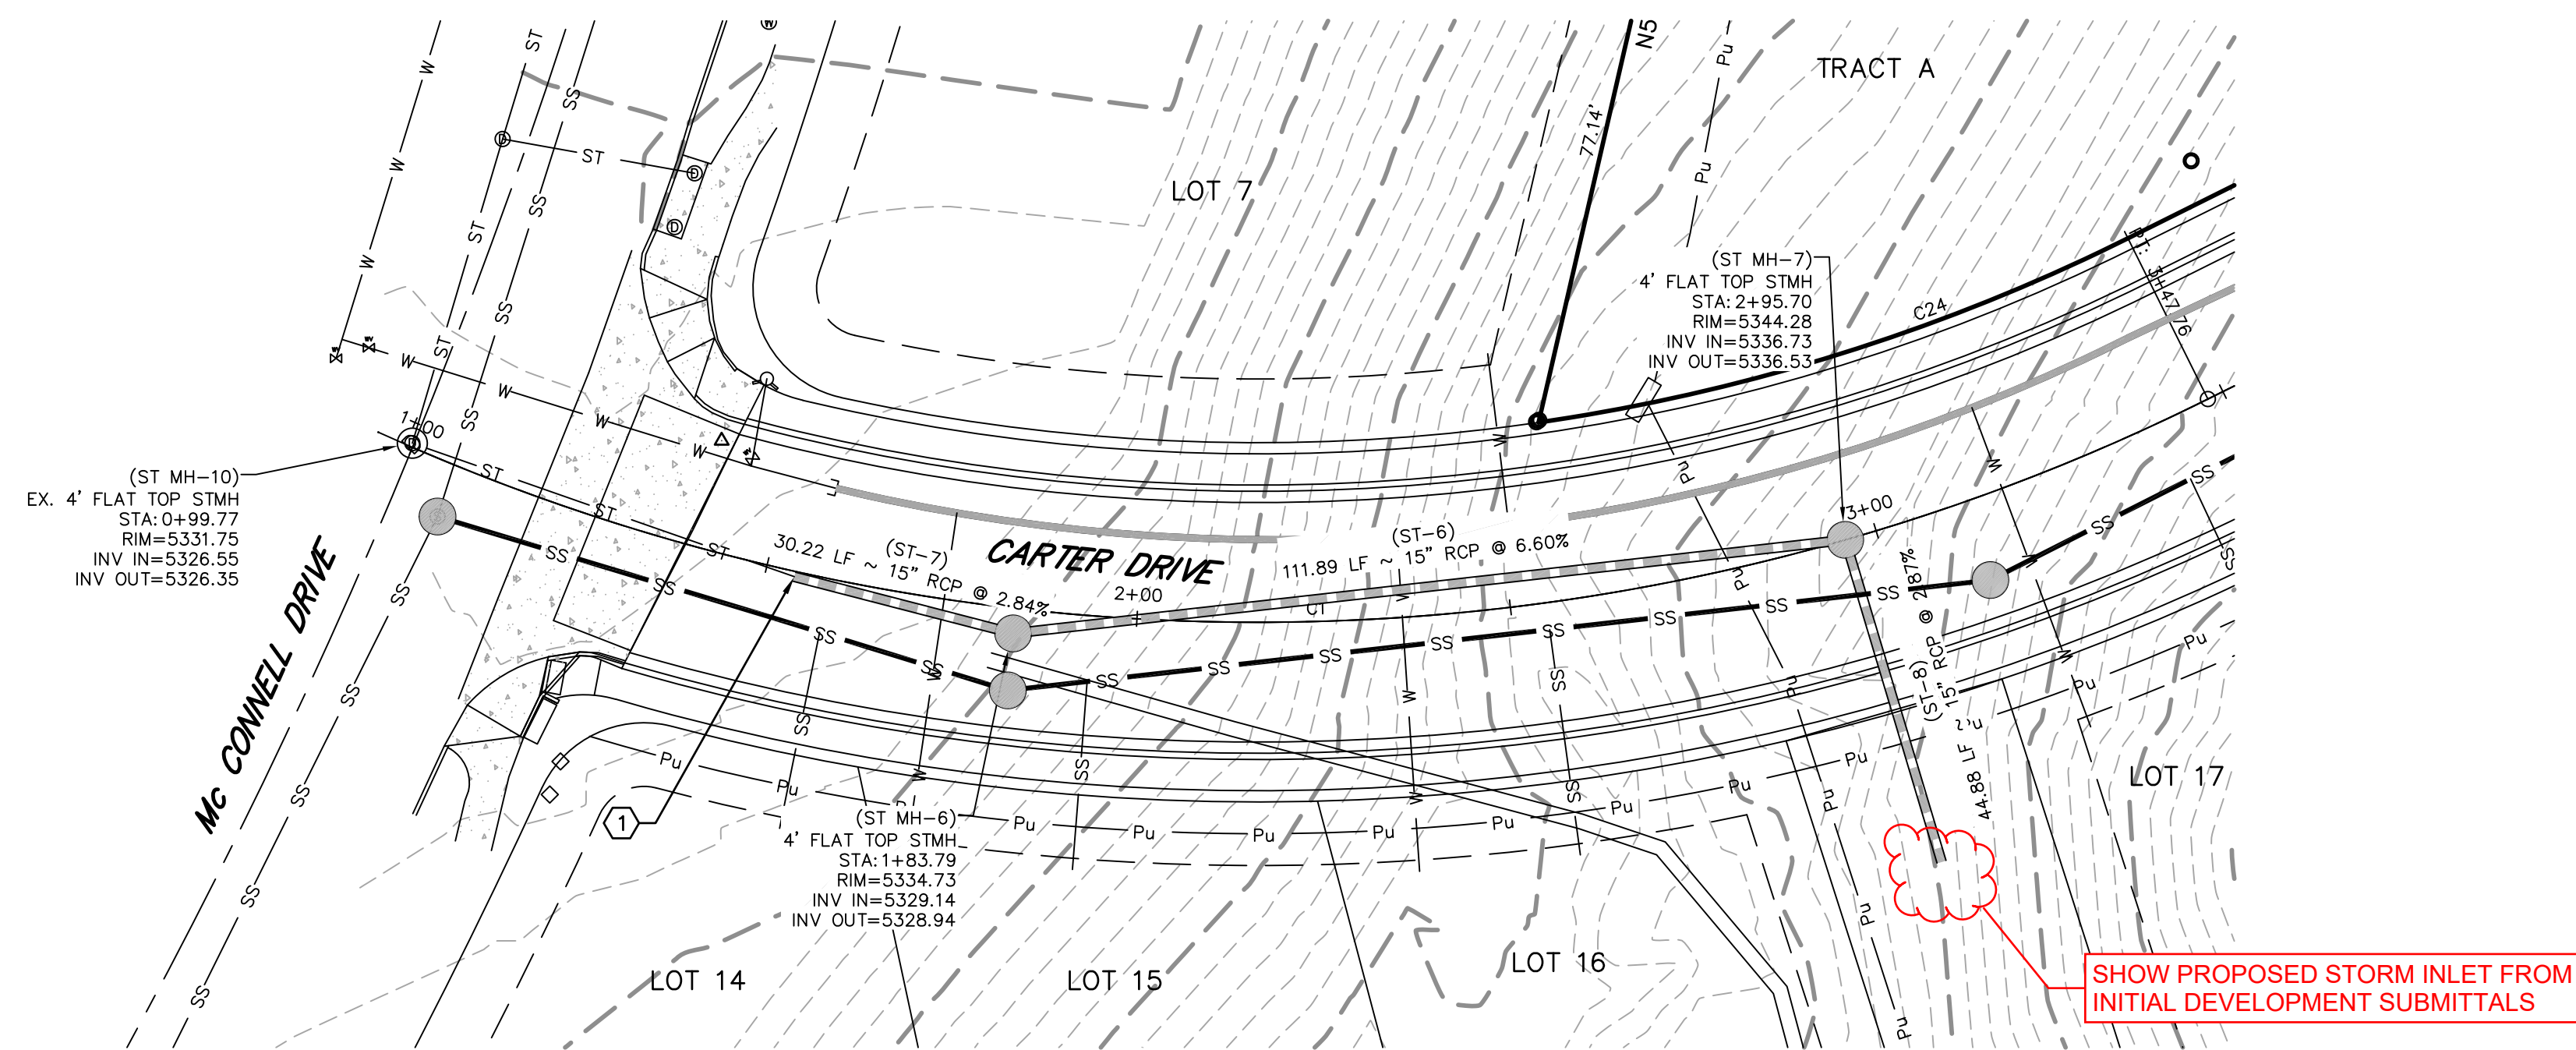 TRACT A
N5
77.14'
LOT 7
(ST MH-7)
4' FLAT TOP STMH
STA: 2+95.70
RIM=5344.28
INV IN=5336.73
INV OUT=5336.53
C24
P.T. 3+47.76
1+00
(ST MH-10)
EX. 4' FLAT TOP STMH
STA: 0+99.77
RIM=5331.75
INV IN=5326.55
INV OUT=5326.35
Mc CONNELL DRIVE
(ST-7)
30.22 LF ~ 15" RCP @ 2.84%
CARTER DRIVE
2+00
(ST-6)
111.89 LF ~ 15" RCP @ 6.60%
CT
3+00
(ST-8)
44.88 LF ~ 15" RCP @ 2.87%
1
(ST MH-6)
4' FLAT TOP STMH
STA: 1+83.79
RIM=5334.73
INV IN=5329.14
INV OUT=5328.94
LOT 14
LOT 15
LOT 16
LOT 17
SHOW PROPOSED STORM INLET FROM
INITIAL DEVELOPMENT SUBMITTALS
W
ST
SS
Pu
D